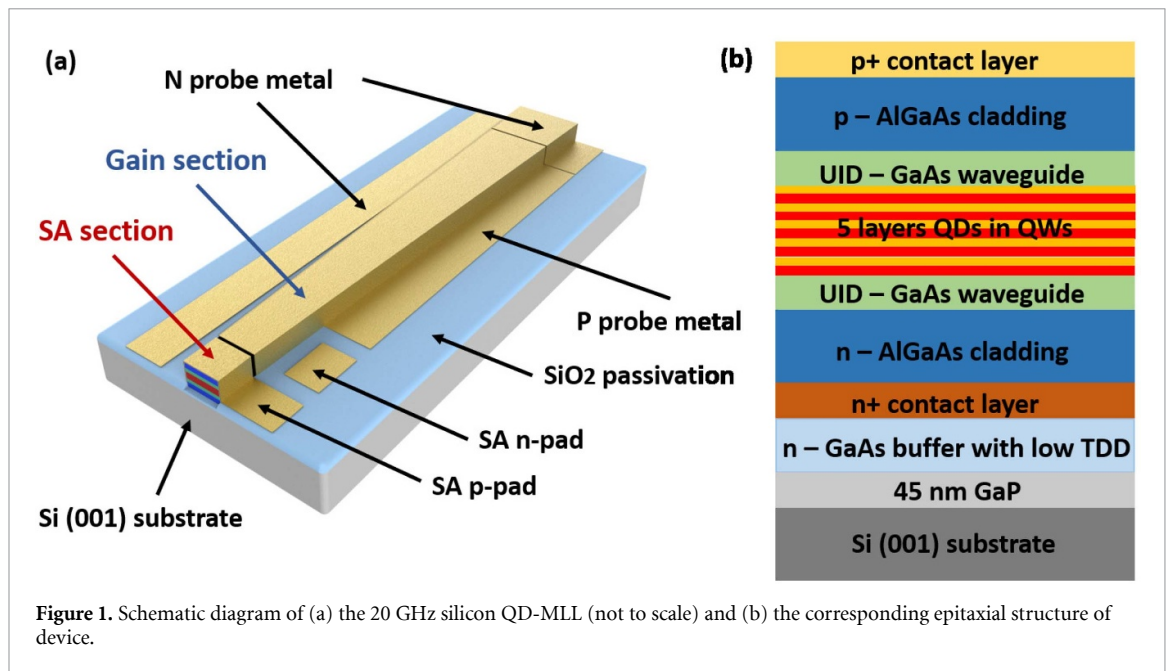 (a)
N probe metal
Gain section
SA section
P probe metal
SiO2 passivation
SA n-pad
SA p-pad
Si (001) substrate
(b)
p+ contact layer
p – AlGaAs cladding
UID – GaAs waveguide
5 layers QDs in QWs
UID – GaAs waveguide
n – AlGaAs cladding
n+ contact layer
n – GaAs buffer with low TDD
45 nm GaP
Si (001) substrate
Figure 1. Schematic diagram of (a) the 20 GHz silicon QD-MLL (not to scale) and (b) the corresponding epitaxial structure of
device.